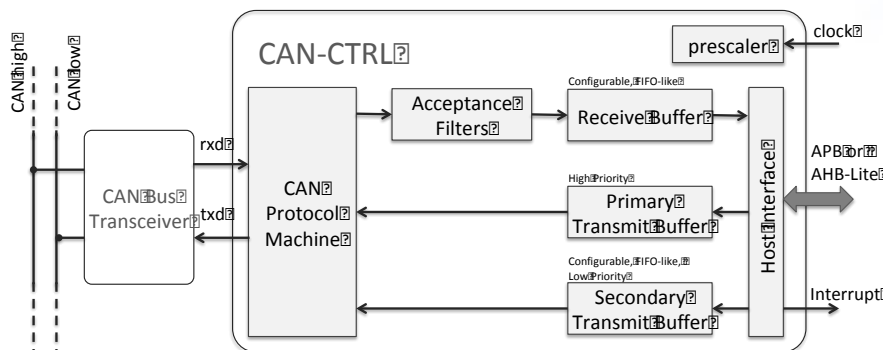 CAN-CTRL
prescaler
clock
CAN high
CAN low
Configurable, FIFO-like
Acceptance
Filters
Receive Buffer
rxd
CAN Bus
Transceiver
txd
CAN
Protocol
Machine
High Priority
Primary
Transmit Buffer
Host Interface
APB or
AHB-Lite
Configurable, FIFO-like,
Low Priority
Secondary
Transmit Buffer
Interrupt